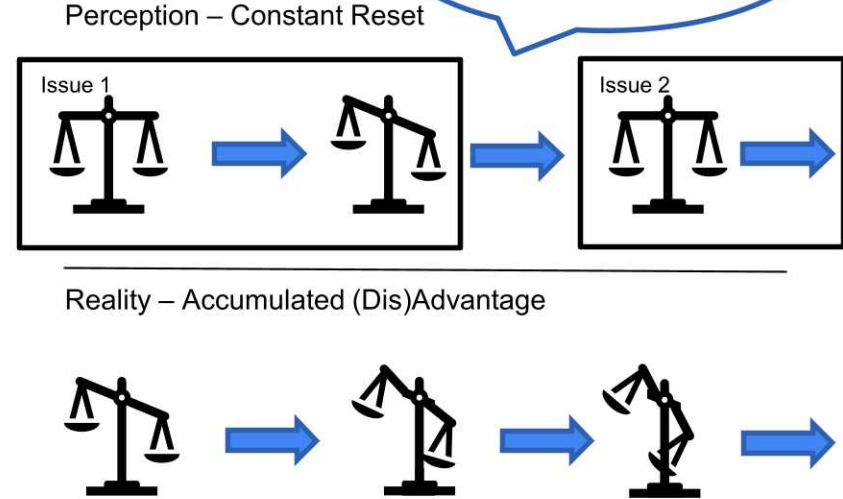 Perception – Constant Reset
Issue 1
Issue 2
Reality – Accumulated (Dis)Advantage